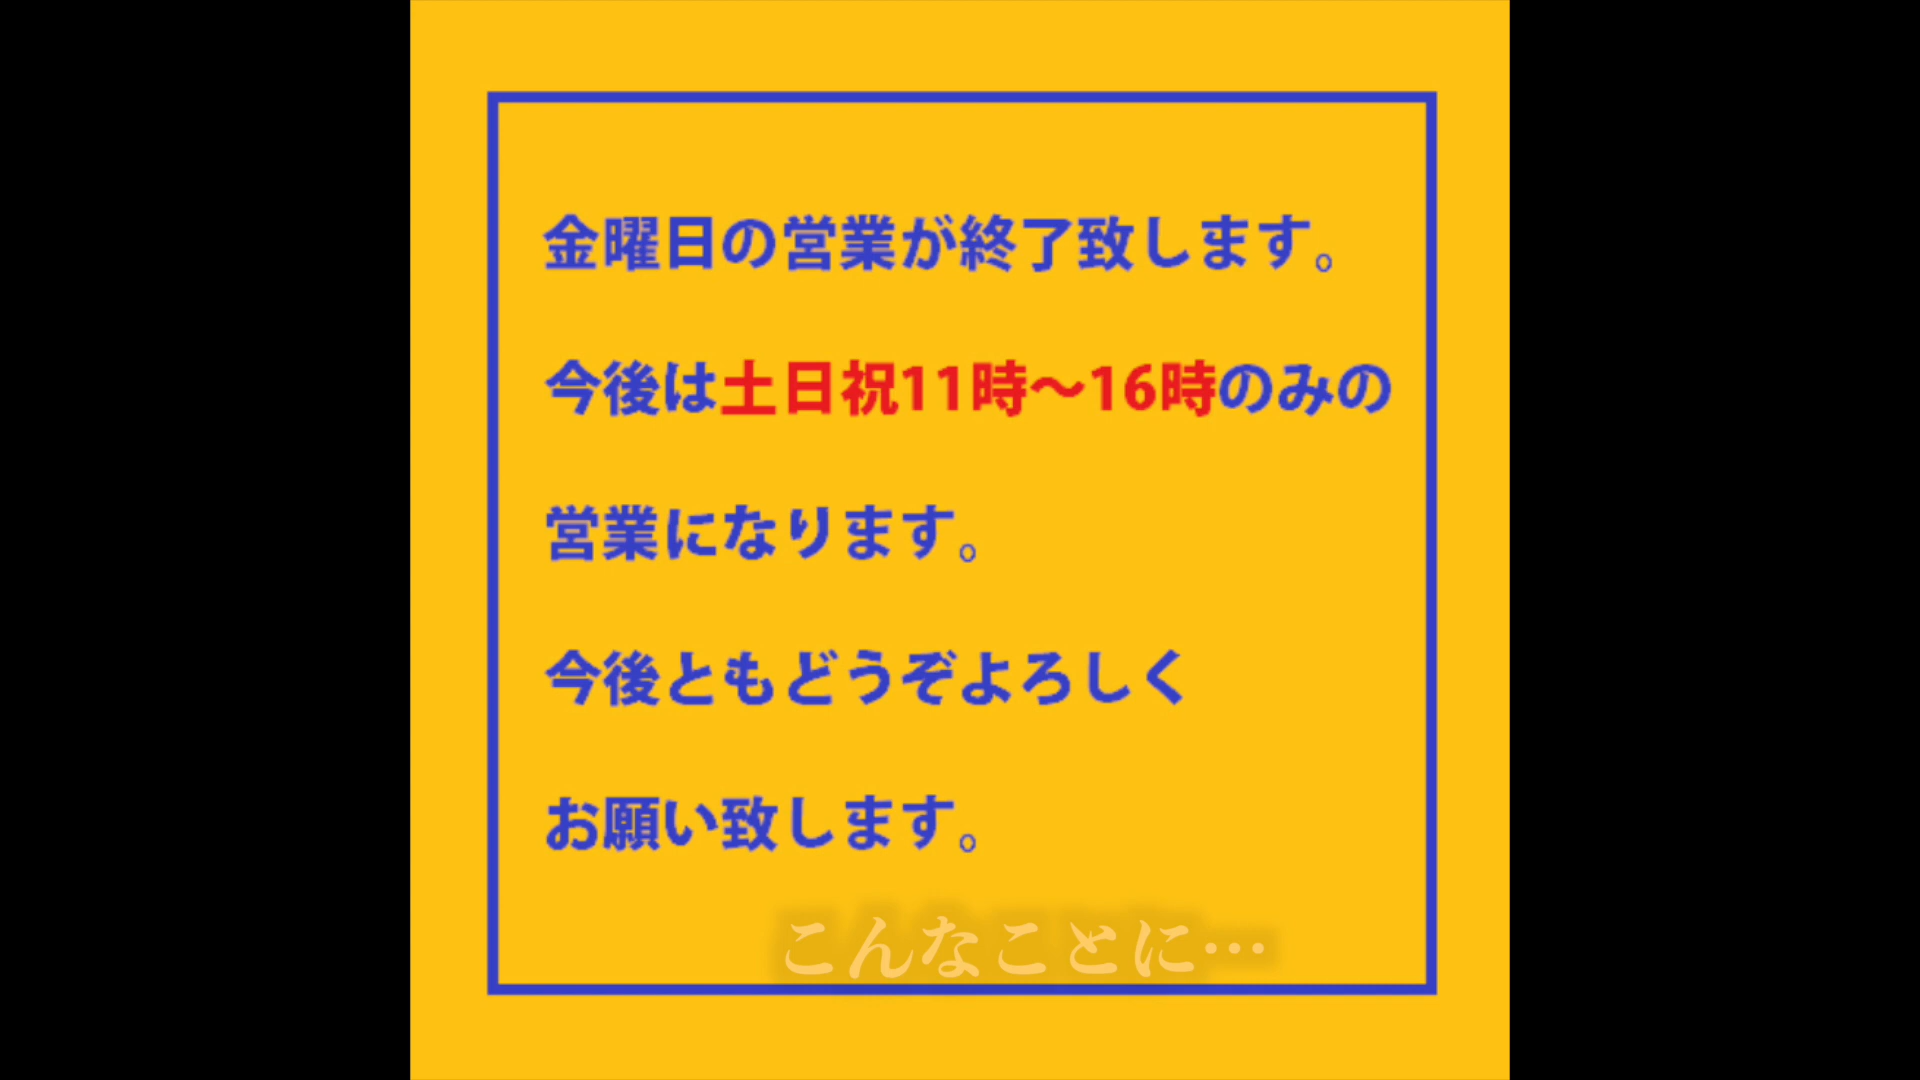 金曜日の営業が終了致します。
今後は土日祝11時～16時のみの
営業になります。
今後ともどうぞよろしく
お願い致します。
こんなことに…